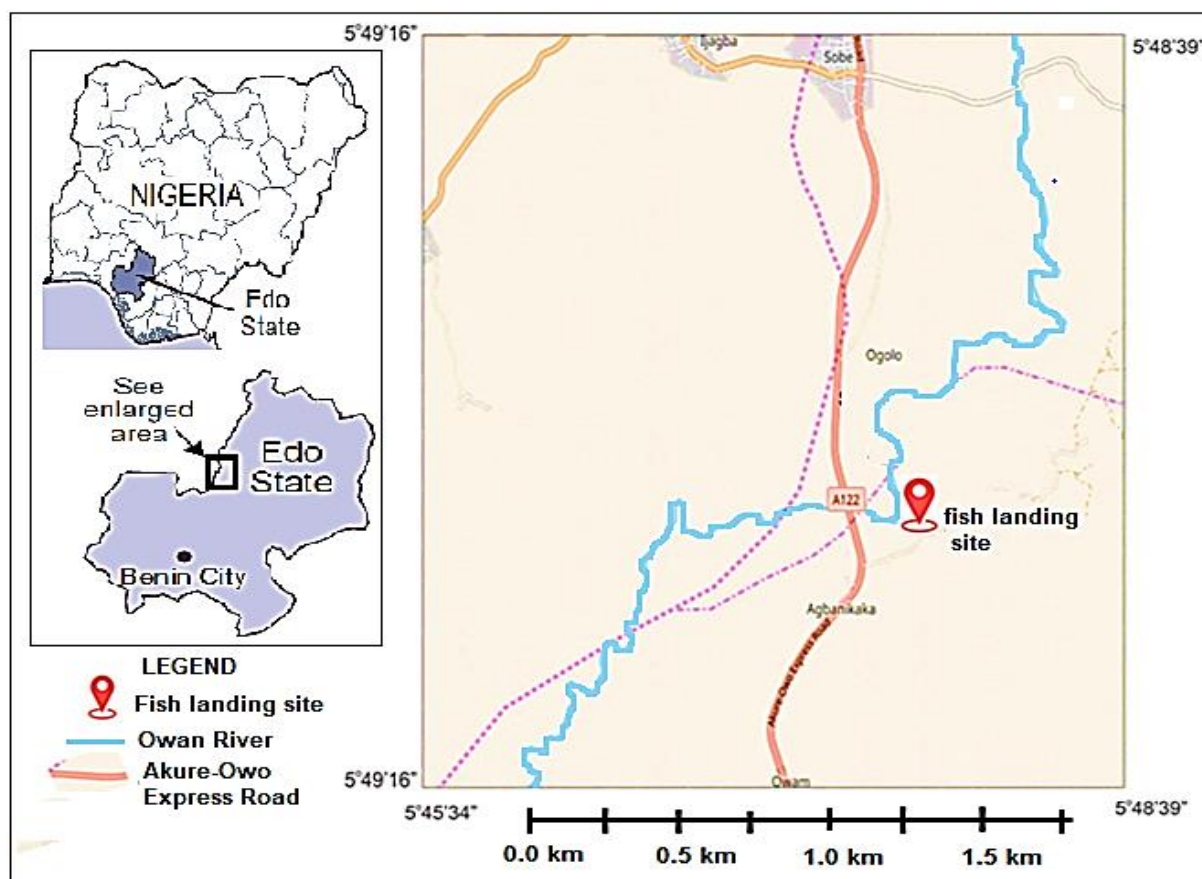 5°49'16"
5°48'39"
Ijagba
Sobe
NIGERIA
Edo
State
See
enlarged
area
Edo
State
Benin City
Ogolo
A122
fish landing
site
Agbanikaka
Akure-Owo Express Road
Owam
LEGEND
Fish landing site
Owan River
Akure-Owo
Express Road
5°49'16"
5°45'34"
5°48'39"
0.0 km
0.5 km
1.0 km
1.5 km